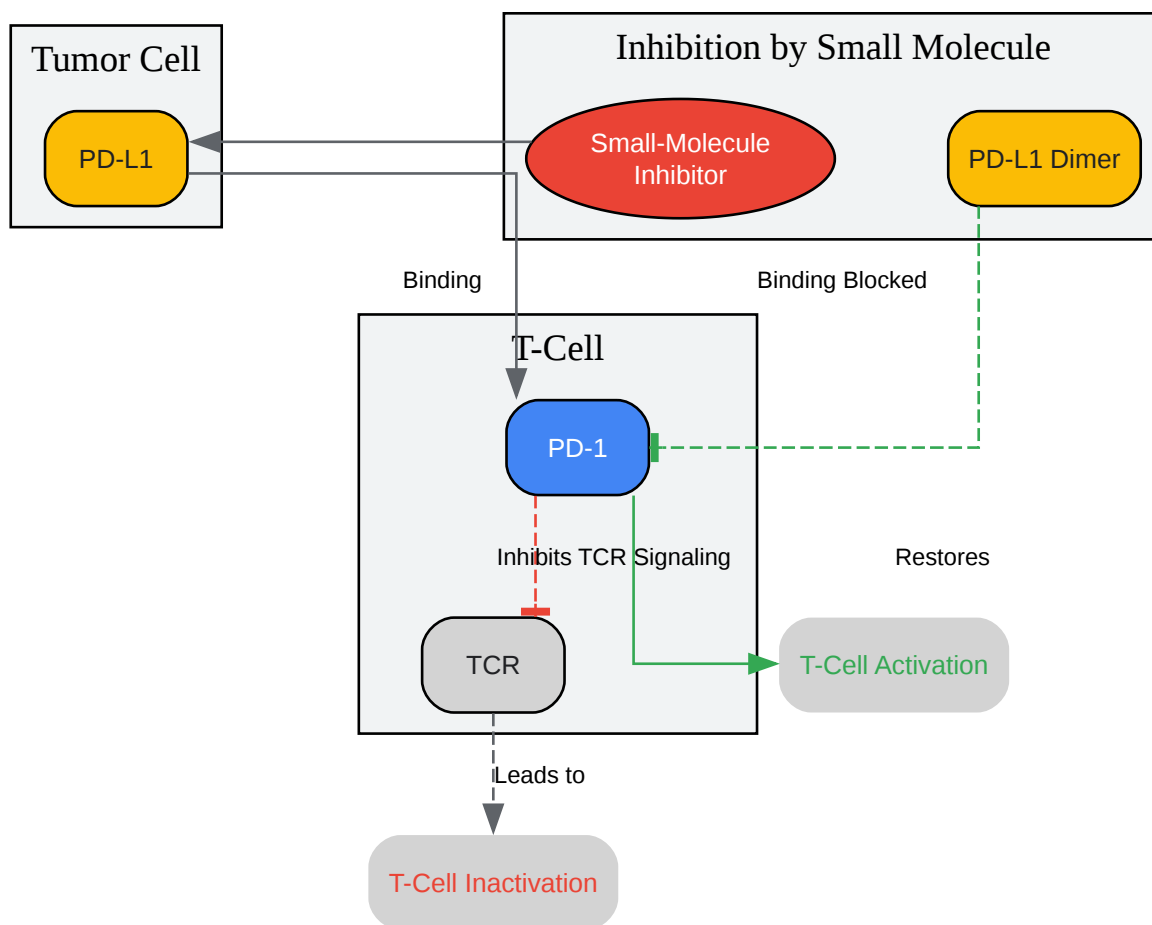 Tumor Cell
Inhibition by Small Molecule
PD-L1
Small-Molecule
Inhibitor
PD-L1 Dimer
Binding
Binding Blocked
T-Cell
PD-1
Inhibits TCR Signaling
Restores
TCR
T-Cell Activation
Leads to
T-Cell Inactivation